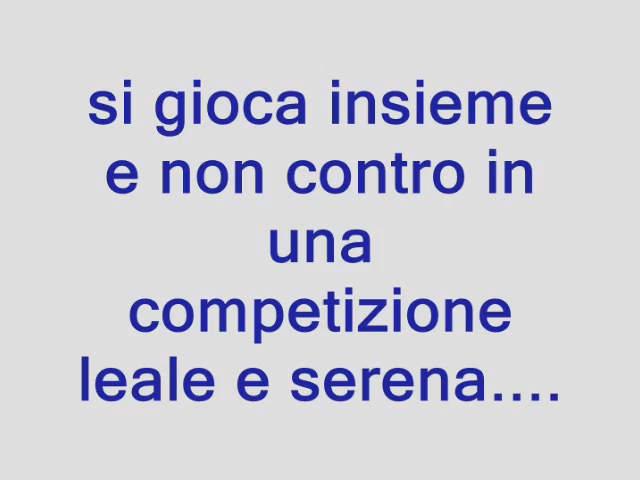 si gioca insieme
e non contro in
una
competizione
leale e serena....